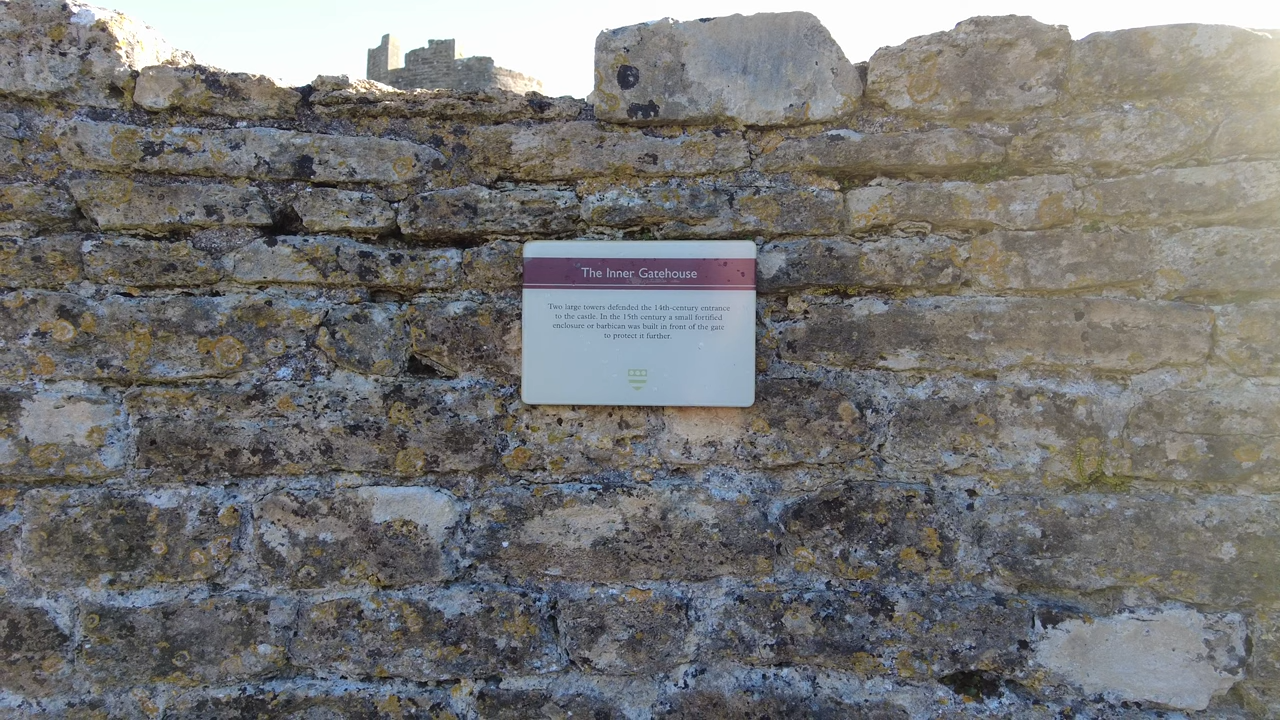 The Inner Gatehouse
Two large towers defended the 14th-century entrance
to the castle. In the 15th century a small fortified
enclosure or barbican was built in front of the gate
to protect it further.